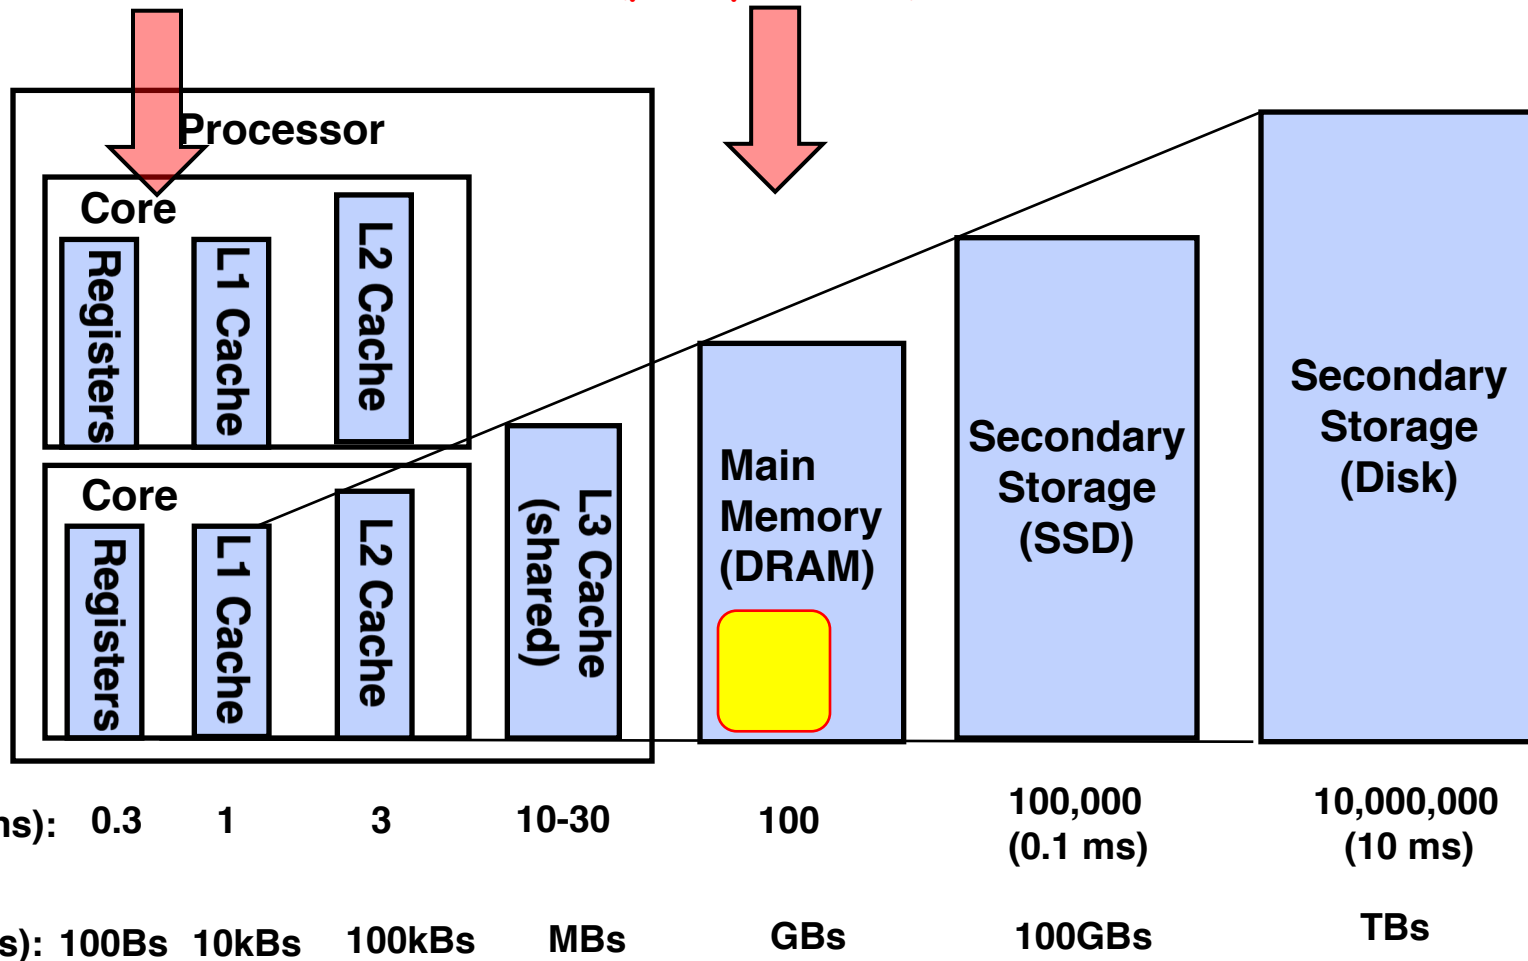 Processor
Core
Registers
L1 Cache
L2 Cache
Core
Registers
L1 Cache
L2 Cache
L3 Cache
(shared)
Main
Memory
(DRAM)
Secondary
Storage
(SSD)
Secondary
Storage
(Disk)
ns): 0.3 1 3 10-30 100 100,000 10,000,000
(0.1 ms) (10 ms)
s): 100Bs 10kBs 100kBs MBs GBs 100GBs TBs